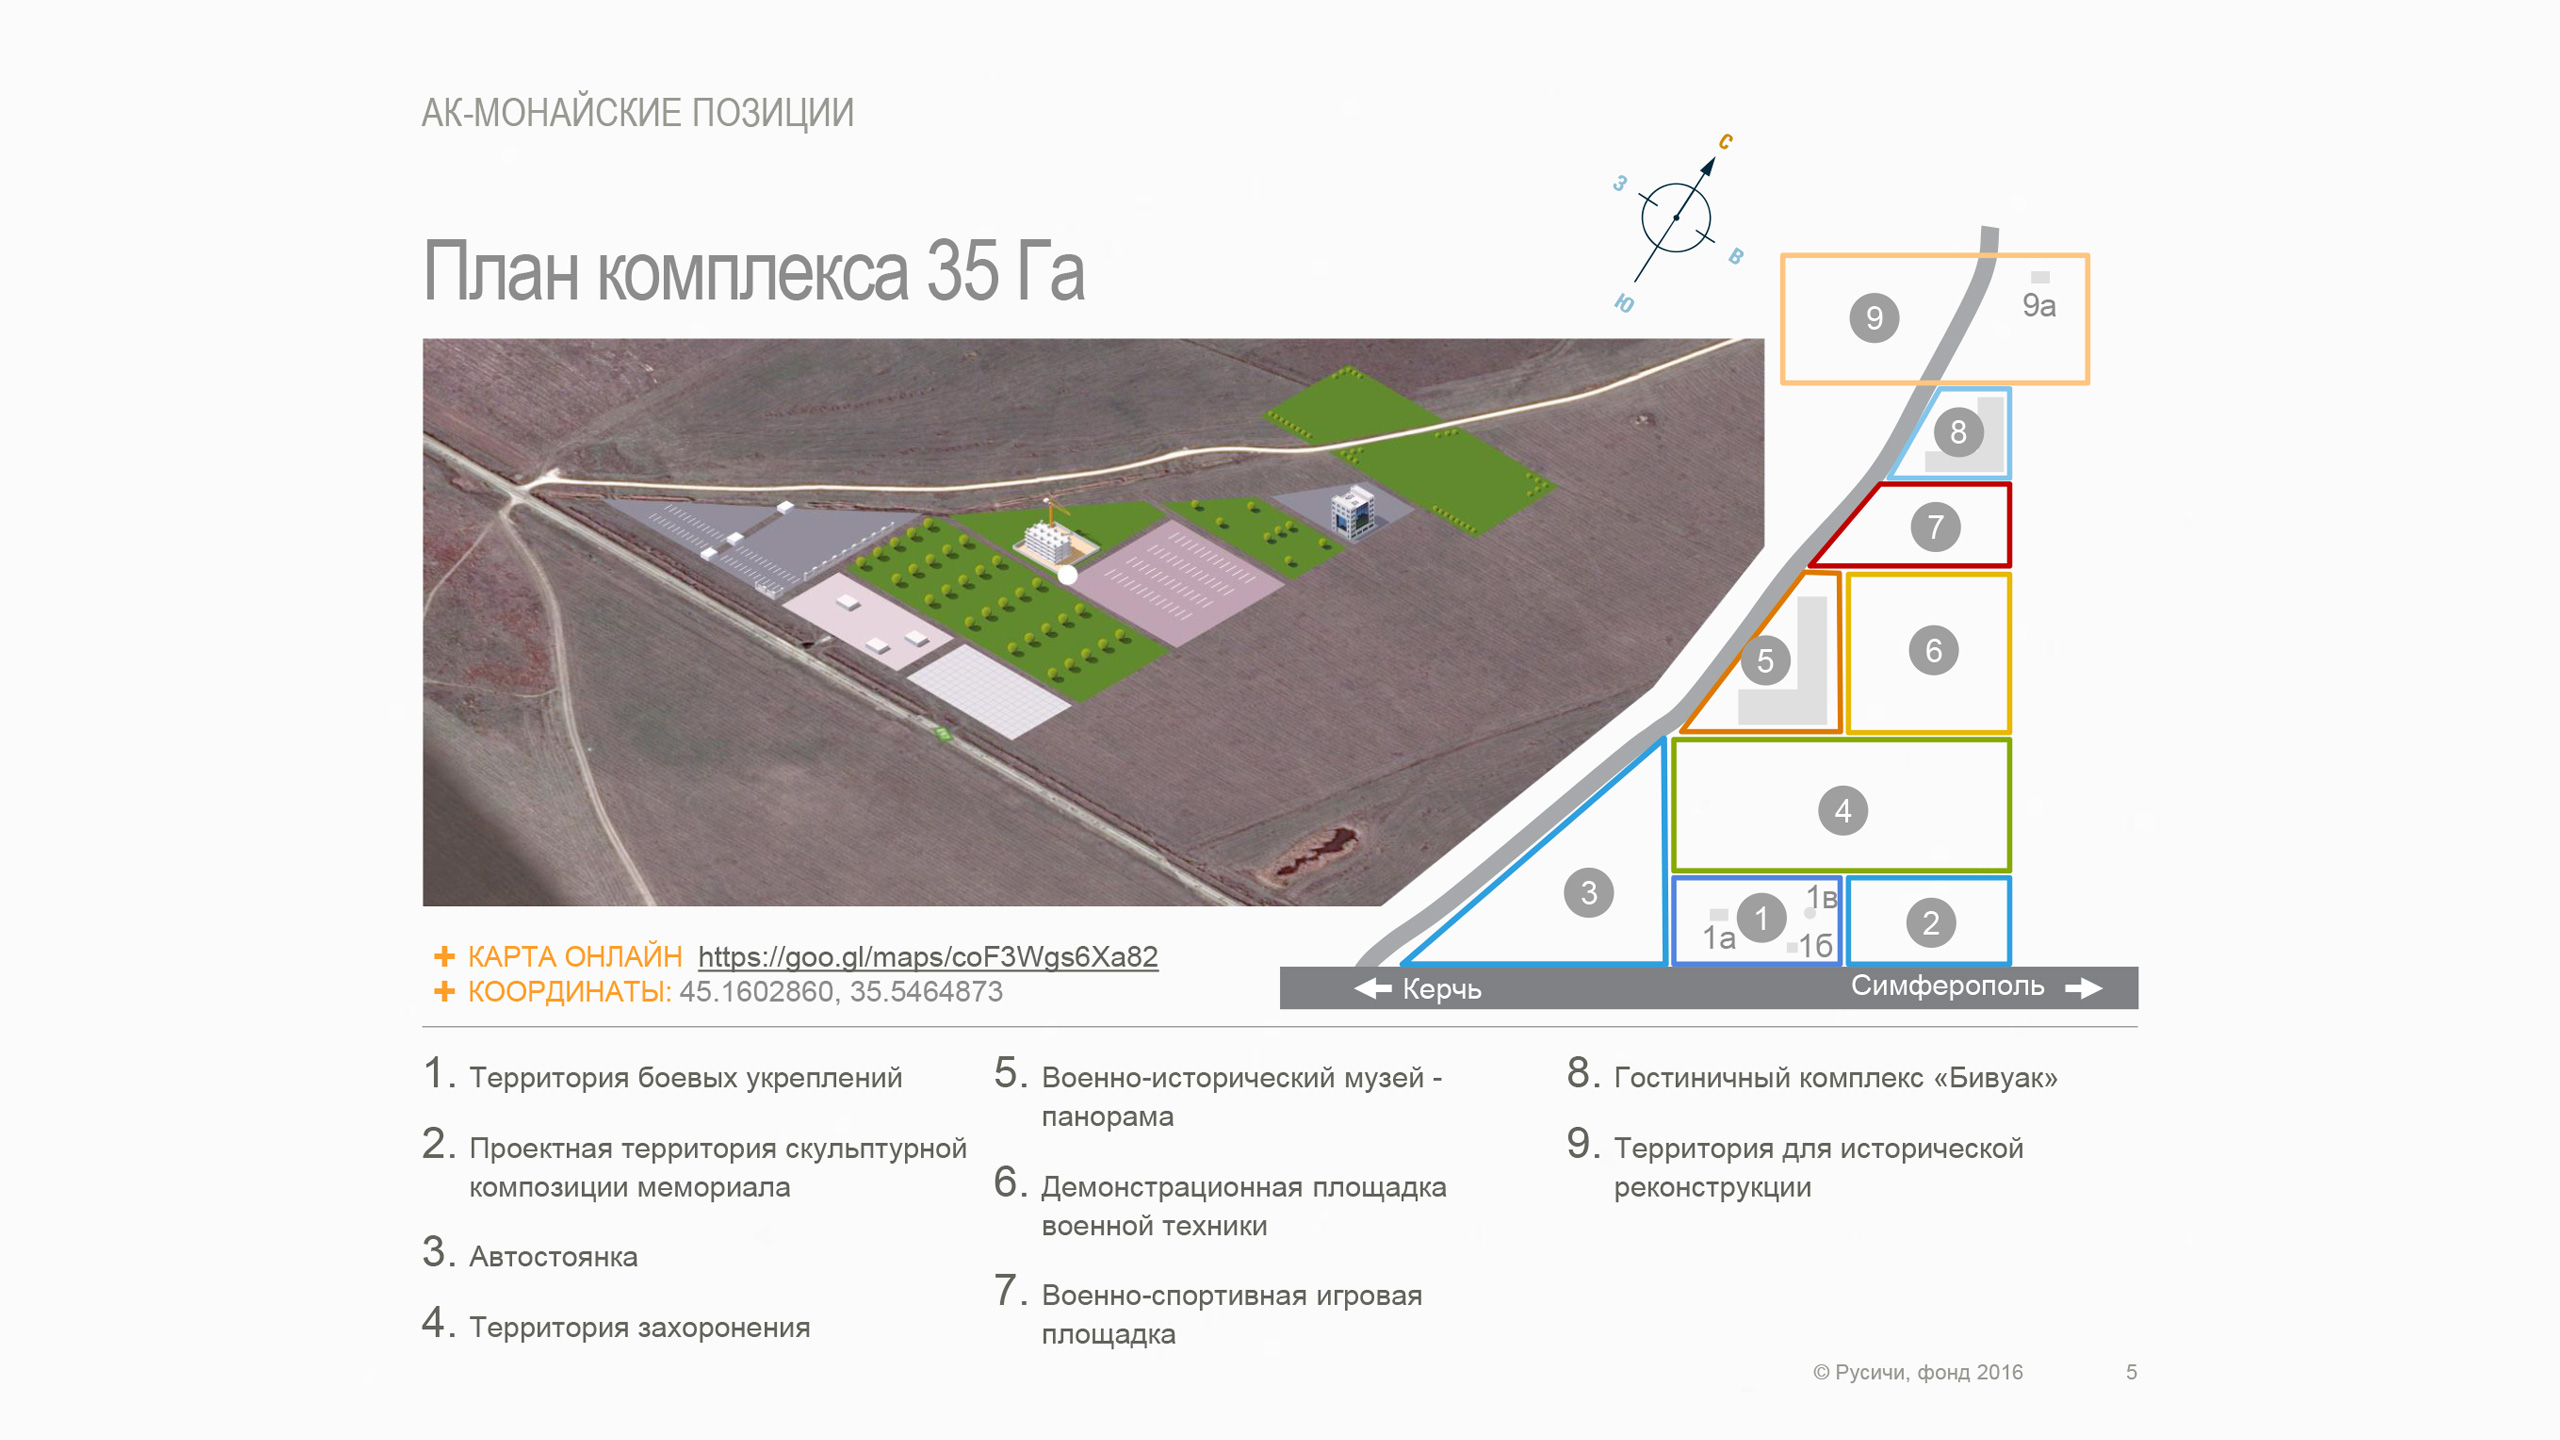 АК-МОНАЙСКИЕ ПОЗИЦИИ
План комплекса 35 Га
С
З
В
Ю
9
9а
8
7
5
6
4
3
1
1а
1б
1в
2
Керчь
Симферополь
КАРТА ОНЛАЙН https://goo.gl/maps/coF3Wgs6Xa82
КООРДИНАТЫ: 45.1602860, 35.5464873
1. Территория боевых укреплений
2. Проектная территория скульптурной
композиции мемориала
3. Автостоянка
4. Территория захоронения
5. Военно-исторический музей -
панорама
6. Демонстрационная площадка
военной техники
7. Военно-спортивная игровая
площадка
8. Гостиничный комплекс «Бивуак»
9. Территория для исторической
реконструкции
© Русичи, фонд 2016
5